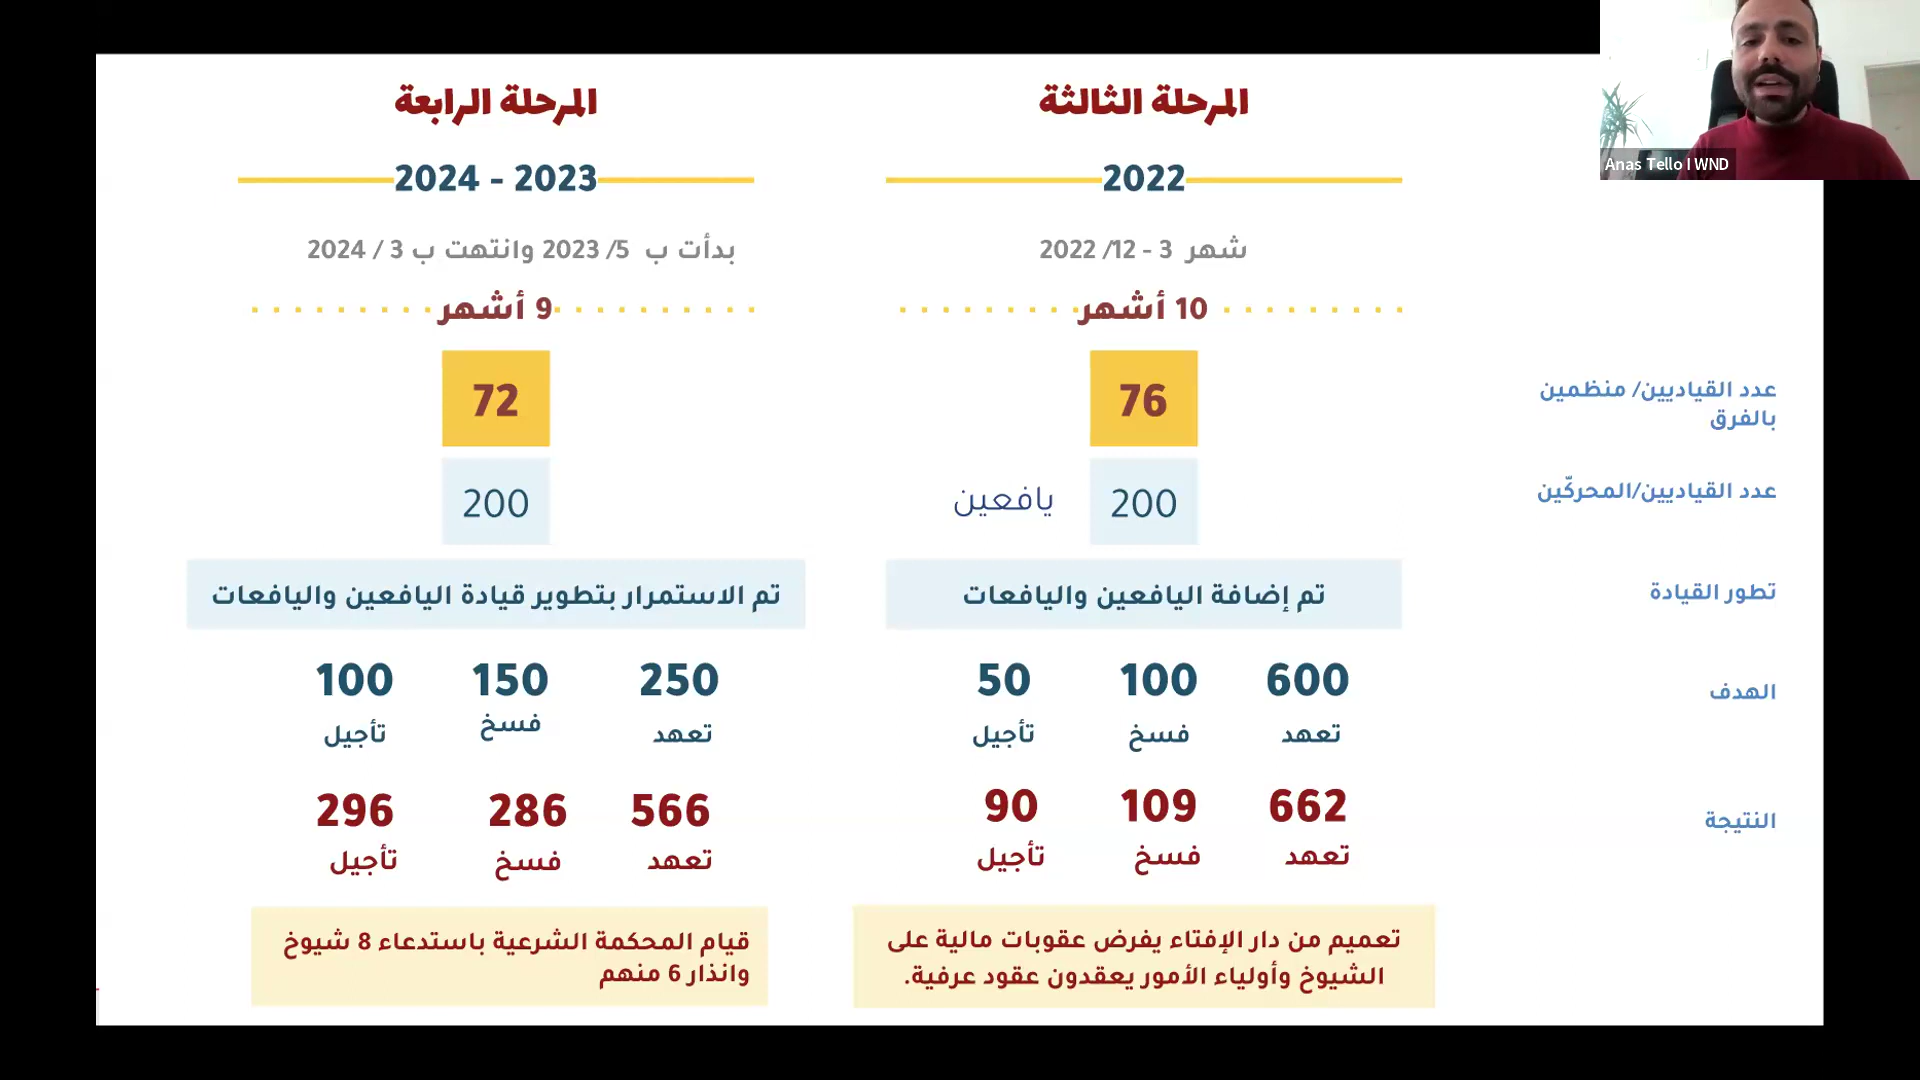 المرحلة الثالثة
2022
شهر 3 - 12/ 2022
10 أشهر
المرحلة الرابعة
2023 - 2024
بدأت ب 5/ 2023 وانتهت ب 3 / 2024
9 أشهر
عدد القياديين/ منظمين
بالفرق
76
72
عدد القياديين/المحركّين
200
يافعين
200
تطور القيادة
تم إضافة اليافعين واليافعات
تم الاستمرار بتطوير قيادة اليافعين واليافعات
الهدف
600 100 50
تعهد فسخ تأجيل
250 150 100
تعهد فسخ تأجيل
النتيجة
662 109 90
تعهد فسخ تأجيل
566 286 296
تعهد فسخ تأجيل
تعميم من دار الإفتاء يفرض عقوبات مالية على
الشيوخ وأولياء الأمور يعقدون عقود عرفية.
قيام المحكمة الشرعية باستدعاء 8 شيوخ
وانذار 6 منهم
Anas Tello I WND